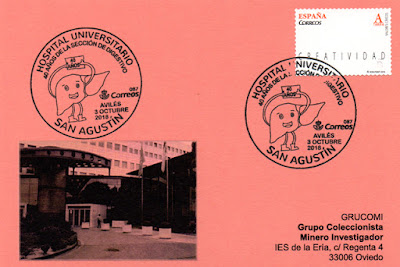 HOSPITAL UNIVERSITARIO
40 AÑOS DE LA SECCIÓN DE DIGESTIVO
40 AÑOS
087
Correos
AVILÉS
3 OCTUBRE
2018
SAN AGUSTÍN
ESPAÑA
CORREOS
A
CREATIVIDAD
HOSPITAL UNIVERSITARIO
40 AÑOS DE LA SECCIÓN DE DIGESTIVO
40 AÑOS
087
Correos
AVILÉS
3 OCTUBRE
2018
SAN AGUSTÍN
GRUCOMI
Grupo Coleccionista
Minero Investigador
IES de la Eria, c/ Regenta 4
33006 Oviedo